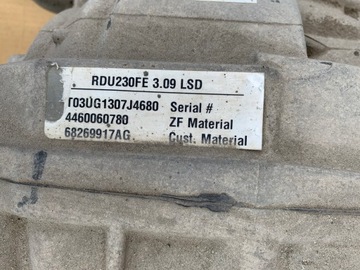 RDU230FE 3.09 LSD
T03UG1307J4680 Serial #
4460060780 ZF Material
68269917AG Cust. Material